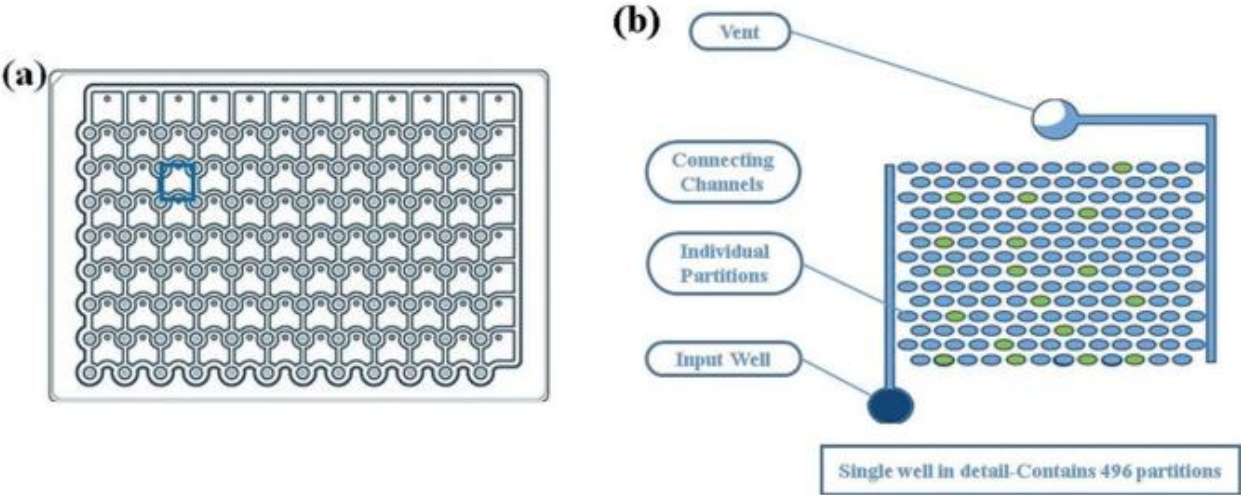 (a)
(b)
Vent
Connecting
Channels
Individual
Partitions
Input Well
Single well in detail-Contains 496 partitions